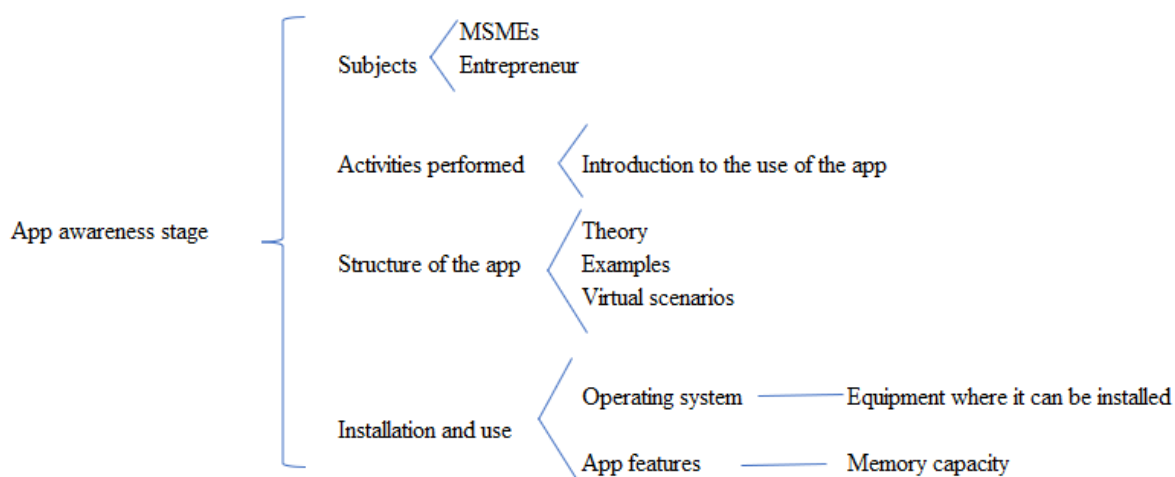 MSMEs
Subjects
Entrepreneur
Activities performed
Introduction to the use of the app
App awareness stage
Theory
Structure of the app
Examples
Virtual scenarios
Operating system
Equipment where it can be installed
Installation and use
App features
Memory capacity